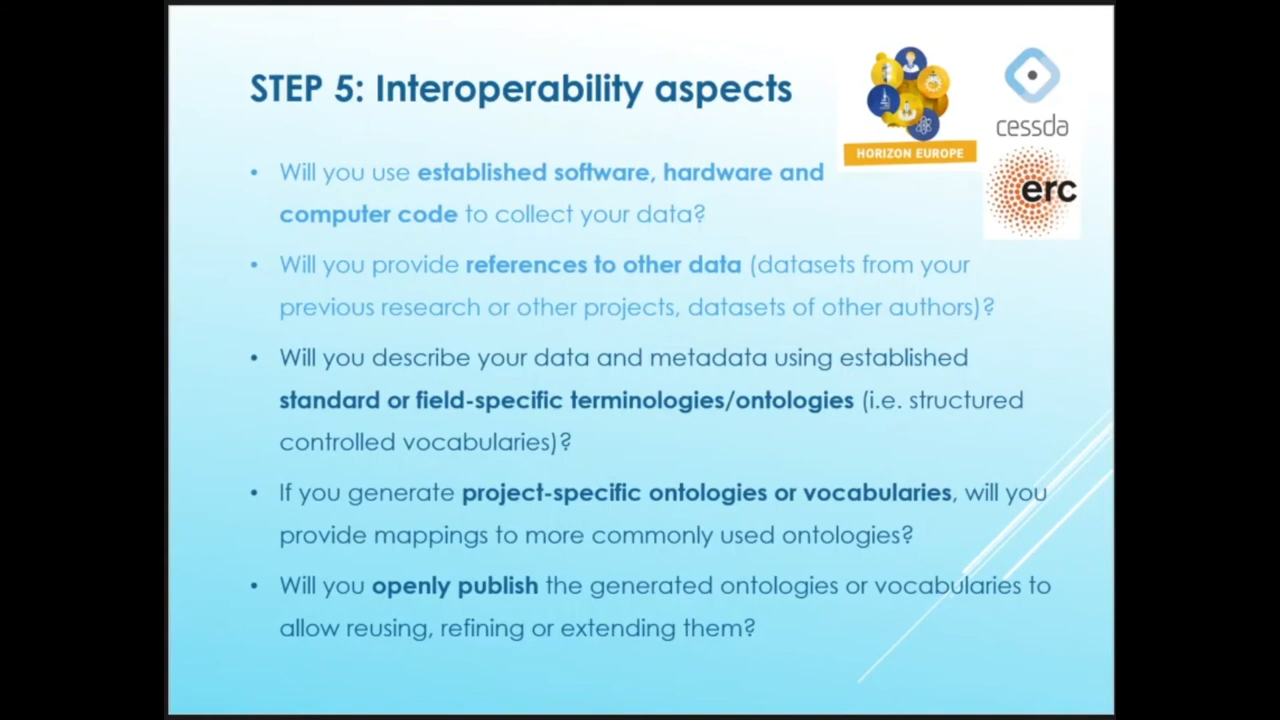 STEP 5: Interoperability aspects
HORIZON EUROPE
cessda
erc
• Will you use established software, hardware and
computer code to collect your data?
• Will you provide references to other data (datasets from your
previous research or other projects, datasets of other authors)?
• Will you describe your data and metadata using established
standard or field-specific terminologies/ontologies (i.e. structured
controlled vocabularies)?
• If you generate project-specific ontologies or vocabularies, will you
provide mappings to more commonly used ontologies?
• Will you openly publish the generated ontologies or vocabularies to
allow reusing, refining or extending them?